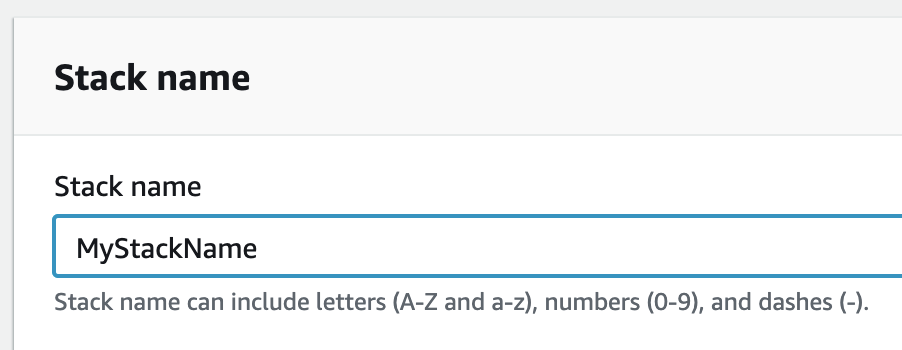 Stack name
Stack name
MyStackName
Stack name can include letters (A-Z and a-z), numbers (0-9), and dashes (-).